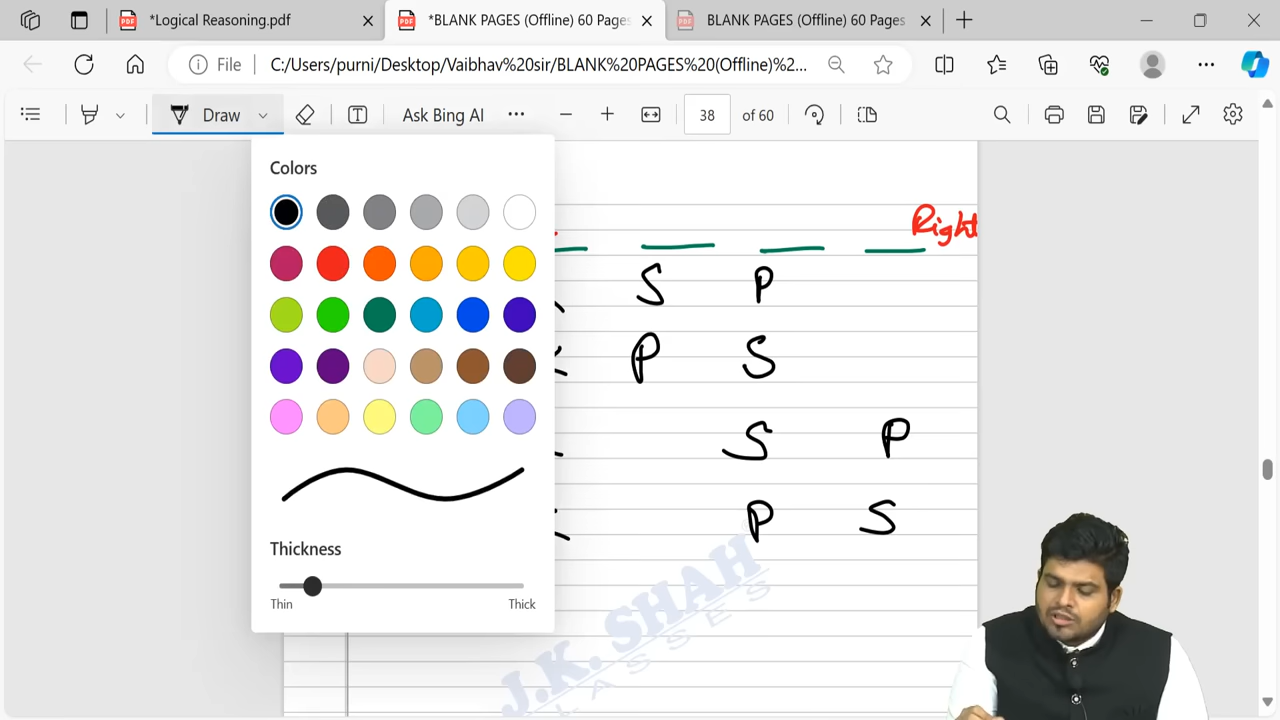 *Logical Reasoning.pdf
*BLANK PAGES (Offline) 60 Pages
BLANK PAGES (Offline) 60 Pages
File
C:/Users/purni/Desktop/Vaibhav%20sir/BLANK%20PAGES%20(Offline)%2...
Draw
Ask Bing AI
38
of 60
Colors
Thickness
Thin
Thick
Right
S P
P S
S P
P S
J.K. SHAH
LASSES